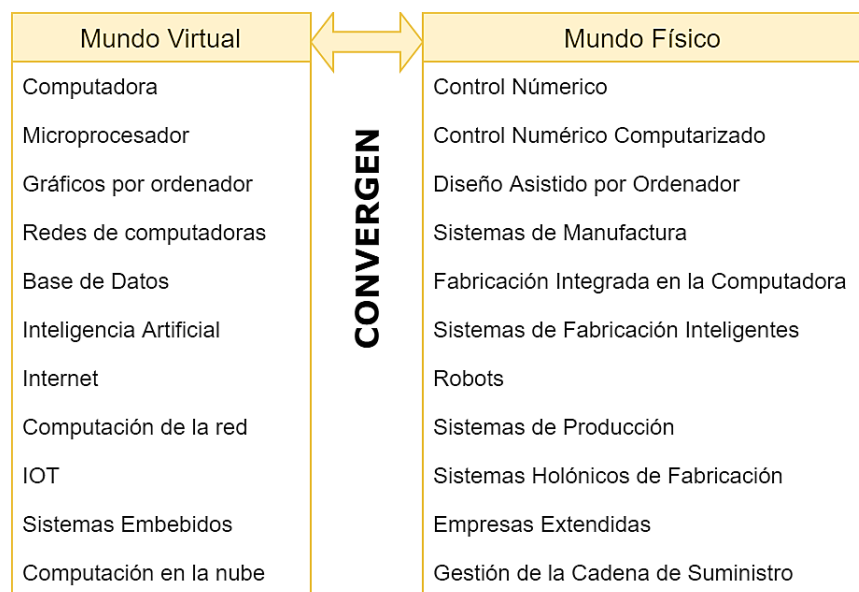 Mundo Virtual
Computadora
Microprocesador
Gráficos por ordenador
Redes de computadoras
Base de Datos
Inteligencia Artificial
Internet
Computación de la red
IOT
Sistemas Embebidos
Computación en la nube
CONVERGEN
Mundo Físico
Control Númerico
Control Numérico Computarizado
Diseño Asistido por Ordenador
Sistemas de Manufactura
Fabricación Integrada en la Computadora
Sistemas de Fabricación Inteligentes
Robots
Sistemas de Producción
Sistemas Holónicos de Fabricación
Empresas Extendidas
Gestión de la Cadena de Suministro